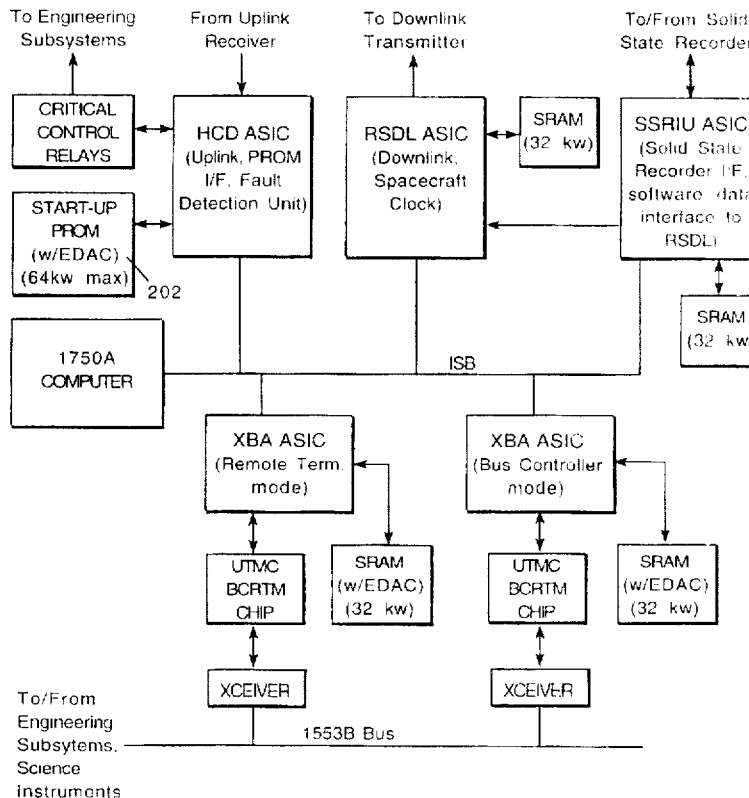 To Engineering
Subsystems
From Uplink
Receiver
To Downlink
Transmitter
To/From Solid
State Recorder
CRITICAL
CONTROL
RELAYS
HCD ASIC
(Uplink, PROM
I/F, Fault
Detection Unit)
RSDL ASIC
(Downlink,
Spacecraft
Clock)
SRAM
(32 kw)
SSRIU ASIC
(Solid State
Recorder I/F,
software data
interface to
RSDL)
START-UP
PROM
(w/EDAC)
(64kw max)
202
SRAM
(32 kw)
1750A
COMPUTER
ISB
XBA ASIC
(Remote Term.
mode)
XBA ASIC
(Bus Controller
mode)
UTMC
BCRTM
CHIP
SRAM
(w/EDAC)
(32 kw)
UTMC
BCRTM
CHIP
SRAM
(w/EDAC)
(32 kw)
XCEIVER
XCEIVER
To/From
Engineering
Subsytems,
Science
Instruments
1553B Bus